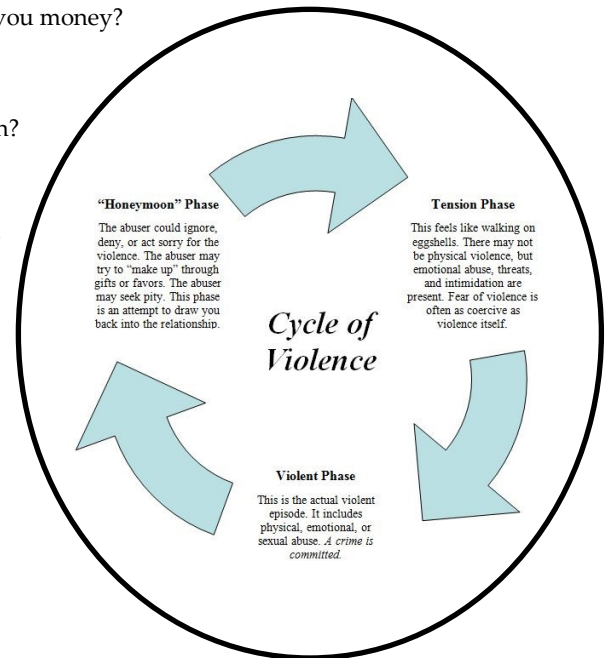 you money?
n?
“Honeymoon” Phase
The abuser could ignore,
deny, or act sorry for the
violence. The abuser may
try to “make up” through
gifts or favors. The abuser
may seek pity. This phase
is an attempt to draw you
back into the relationship.
Tension Phase
This feels like walking on
eggshells. There may not
be physical violence, but
emotional abuse, threats,
and intimidation are
present. Fear of violence is
often as coercive as
violence itself.
Cycle of
Violence
Violent Phase
This is the actual violent
episode. It includes
physical, emotional, or
sexual abuse. A crime is
committed.